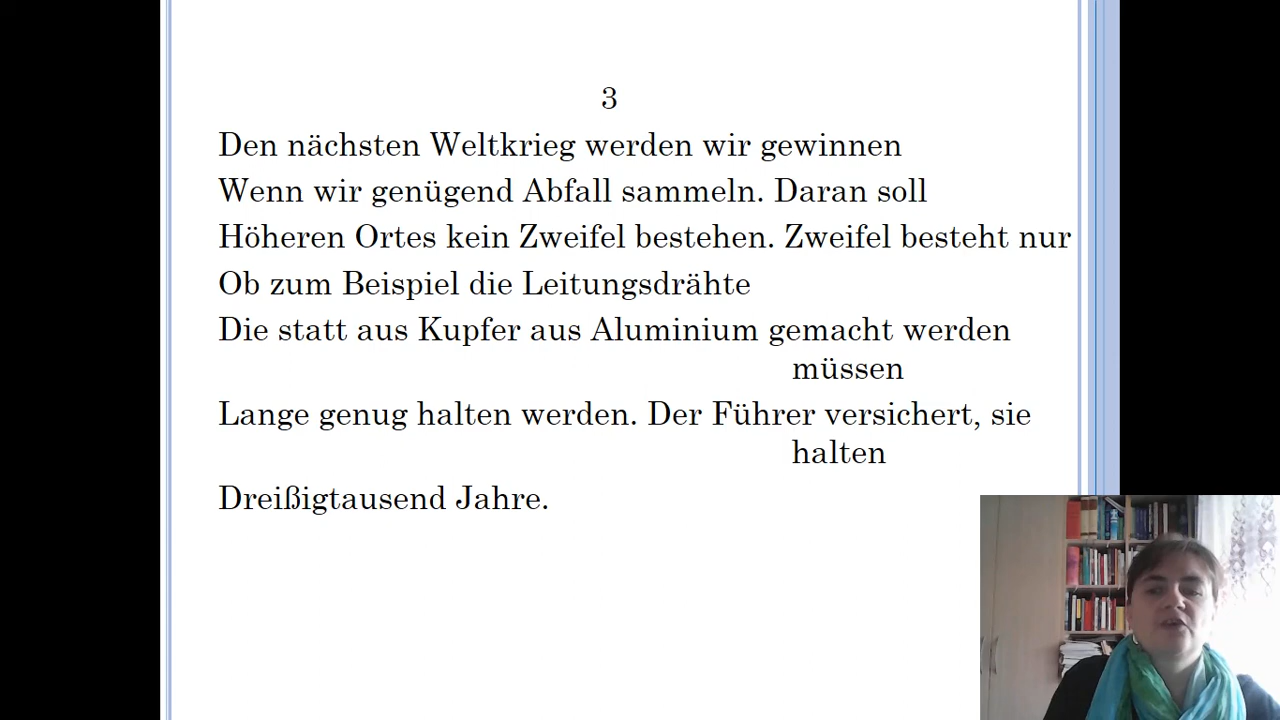 3
Den nächsten Weltkrieg werden wir gewinnen
Wenn wir genügend Abfall sammeln. Daran soll
Höheren Ortes kein Zweifel bestehen. Zweifel besteht nur
Ob zum Beispiel die Leitungsdrähte
Die statt aus Kupfer aus Aluminium gemacht werden
müssen
Lange genug halten werden. Der Führer versichert, sie
halten
Dreißigtausend Jahre.